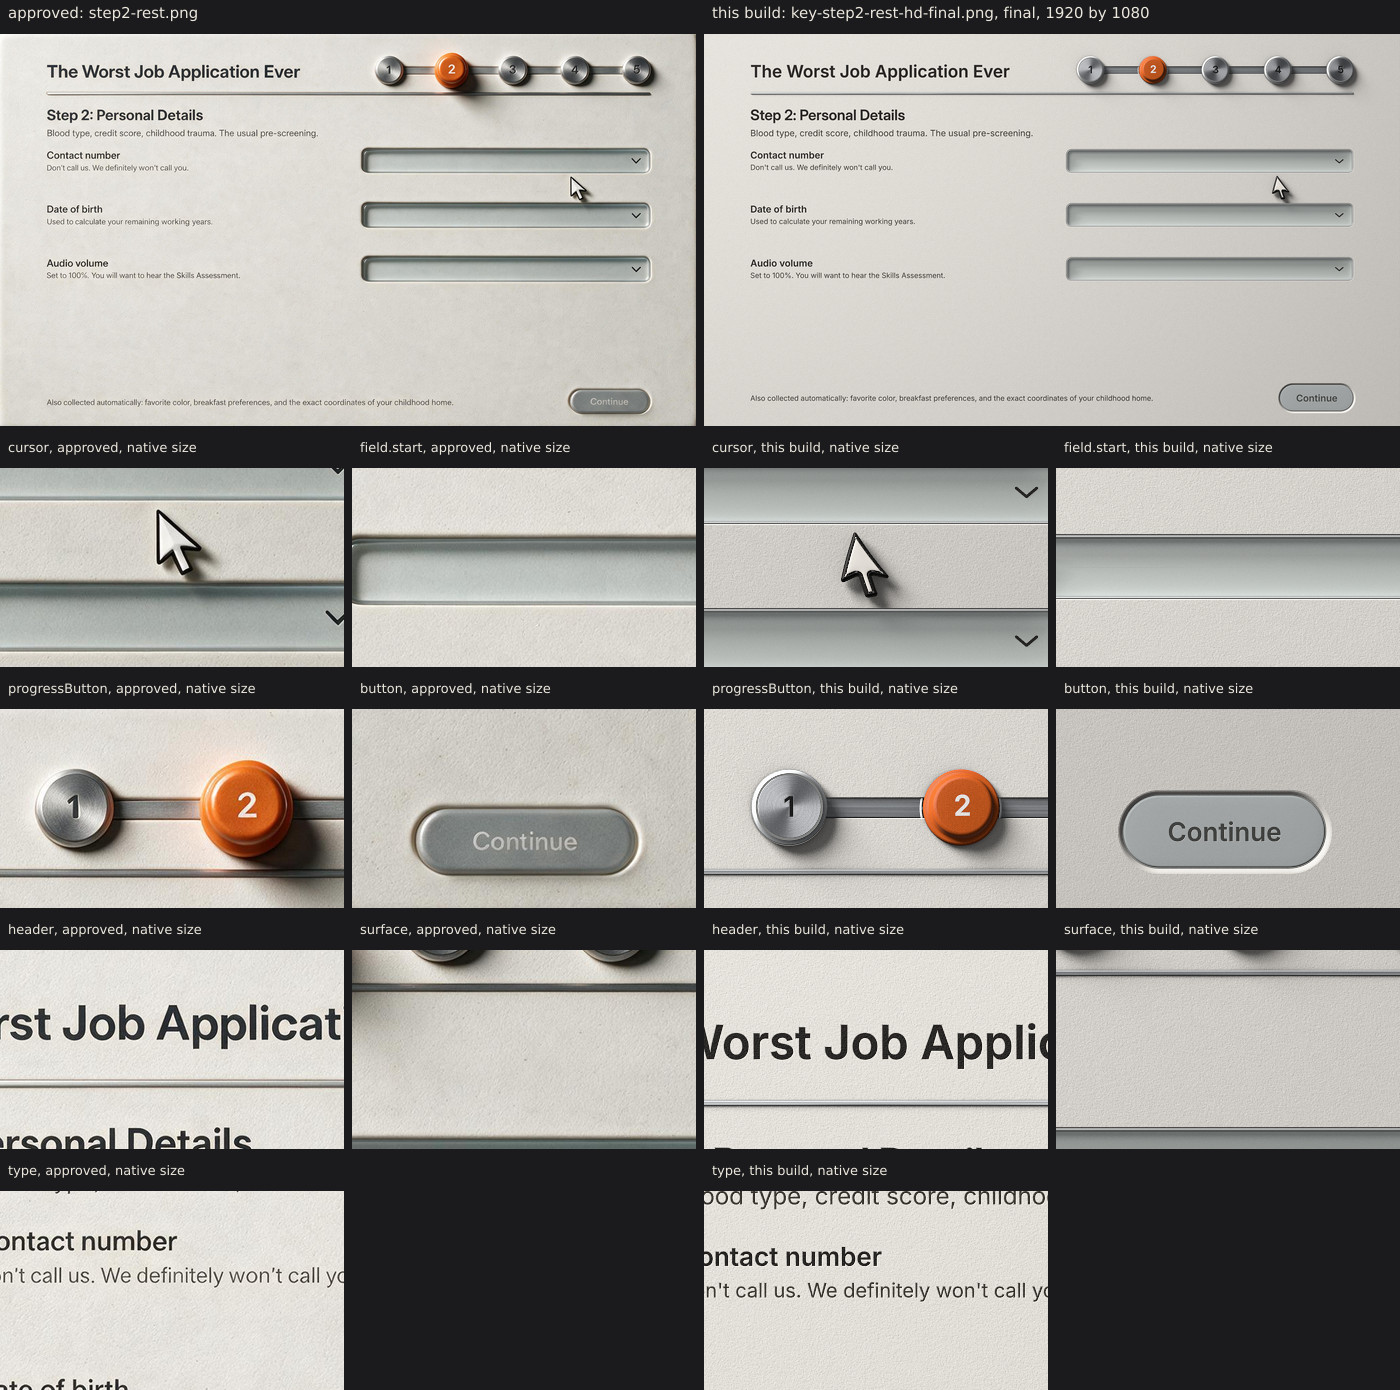 approved: step2-rest.png
this build: key-step2-rest-hd-final.png, final, 1920 by 1080
The Worst Job Application Ever
1 2 3 4 5
Step 2: Personal Details
Blood type, credit score, childhood trauma. The usual pre-screening.
Contact number
Don't call us. We definitely won't call you.
Date of birth
Used to calculate your remaining working years.
Audio volume
Set to 100%. You will want to hear the Skills Assessment.
Also collected automatically: favorite color, breakfast preferences, and the exact coordinates of your childhood home.
Continue
The Worst Job Application Ever
1 2 3 4 5
Step 2: Personal Details
Blood type, credit score, childhood trauma. The usual pre-screening.
Contact number
Don't call us. We definitely won't call you.
Date of birth
Used to calculate your remaining working years.
Audio volume
Set to 100%. You will want to hear the Skills Assessment.
Also collected automatically: favorite color, breakfast preferences, and the exact coordinates of your childhood home.
Continue
cursor, approved, native size
field.start, approved, native size
cursor, this build, native size
field.start, this build, native size
progressButton, approved, native size
button, approved, native size
progressButton, this build, native size
button, this build, native size
1 2
Continue
1 2
Continue
header, approved, native size
surface, approved, native size
header, this build, native size
surface, this build, native size
rst Job Applicat
ersonal Details
Worst Job Applic
type, approved, native size
type, this build, native size
ontact number
n't call us. We definitely won't call yo
ate of birth
ood type, credit score, childho
ontact number
n't call us. We definitely won't call yo